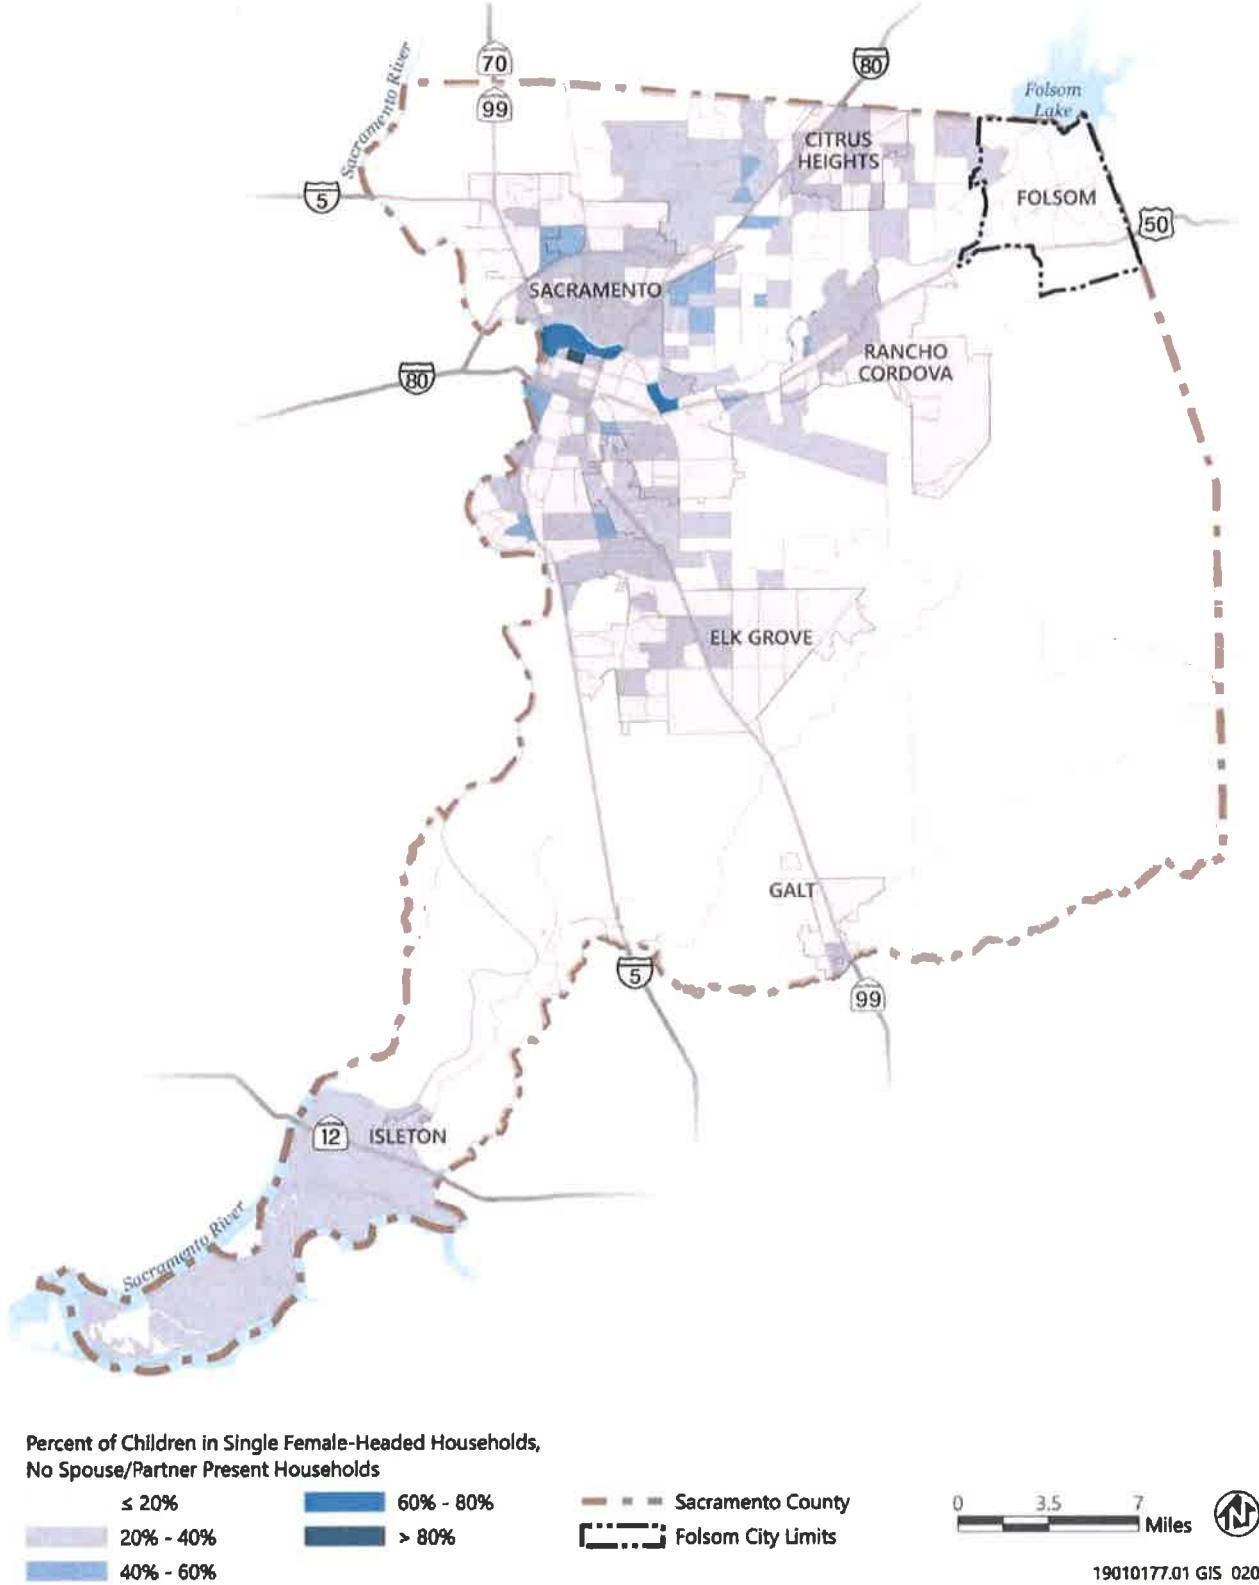 70
99
80
Sacramento River
Folsom
Lake
CITRUS
HEIGHTS
5
FOLSOM
50
SACRAMENTO
RANCHO
CORDOVA
80
ELK GROVE
GALT
5
99
12
ISLETON
Sacramento River
Percent of Children in Single Female-Headed Households,
No Spouse/Partner Present Households
≤ 20%
20% - 40%
40% - 60%
60% - 80%
> 80%
Sacramento County
Folsom City Limits
0 3.5 7
Miles
N
19010177.01 GIS 020